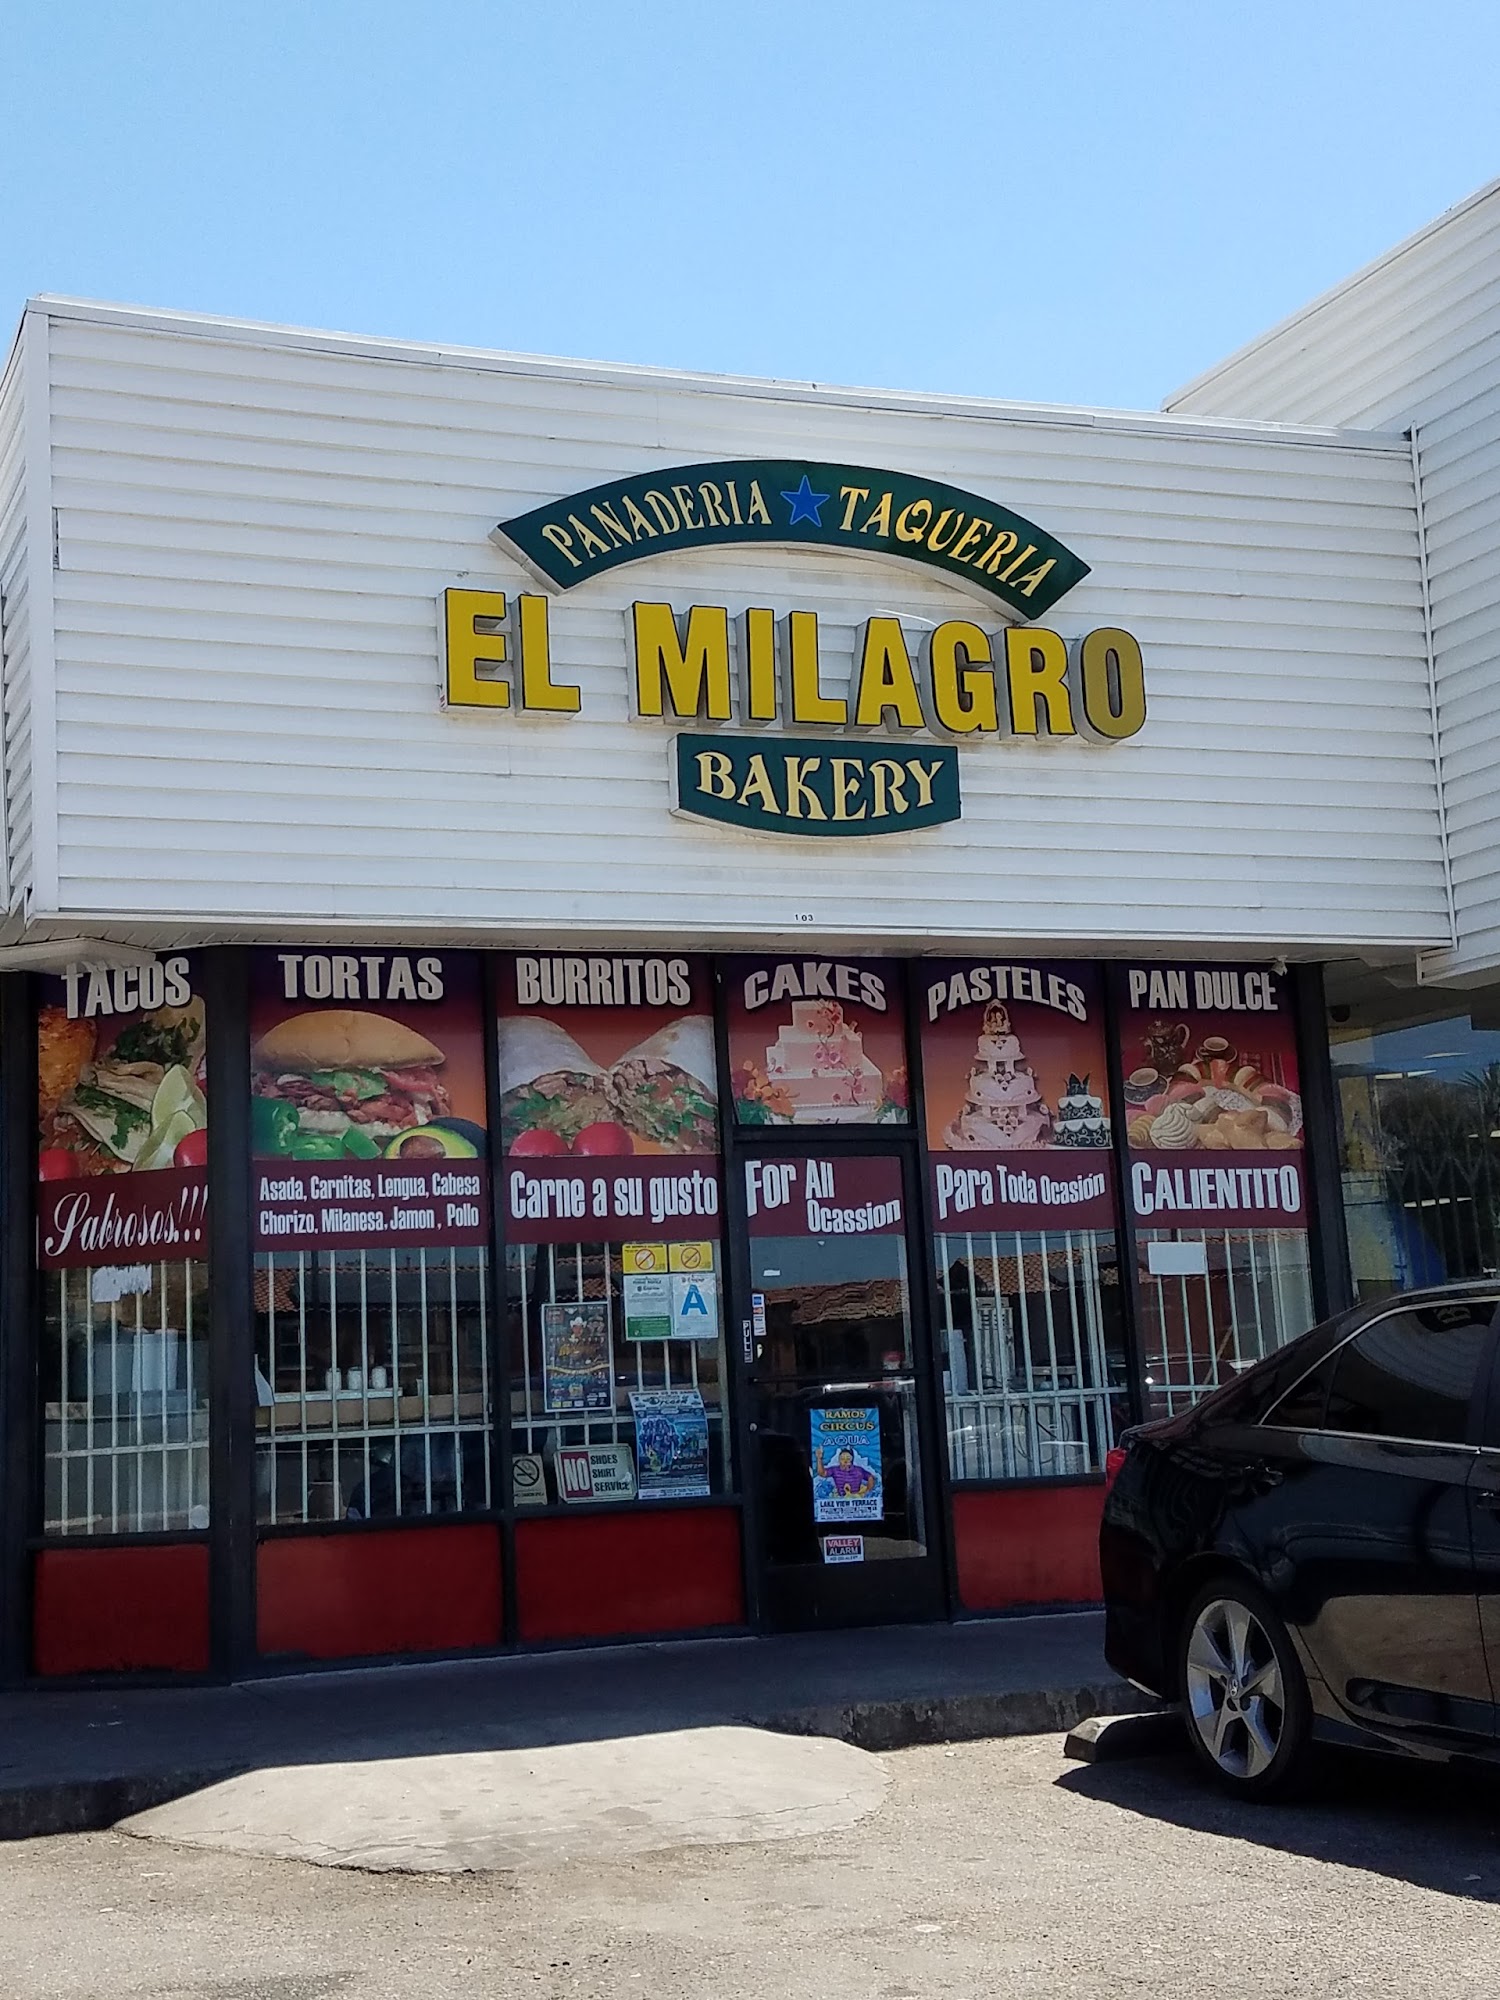 PANADERIA ★ TAQUERIA
EL MILAGRO
BAKERY
103
TACOS
Sabrosos!!!
TORTAS
Asada, Carnitas, Lengua, Cabesa
Chorizo, Milanesa, Jamon, Pollo
BURRITOS
Carne a su gusto
CAKES
For All
Ocassion
PASTELES
Para Toda Ocasión
PAN DULCE
CALIENTITO
A
PULL
NO SHOES
SHIRT
SERVICE
RAMOS
CIRCUS
AQUA
LAKE VIEW TERRACE
VALLEY
ALARM